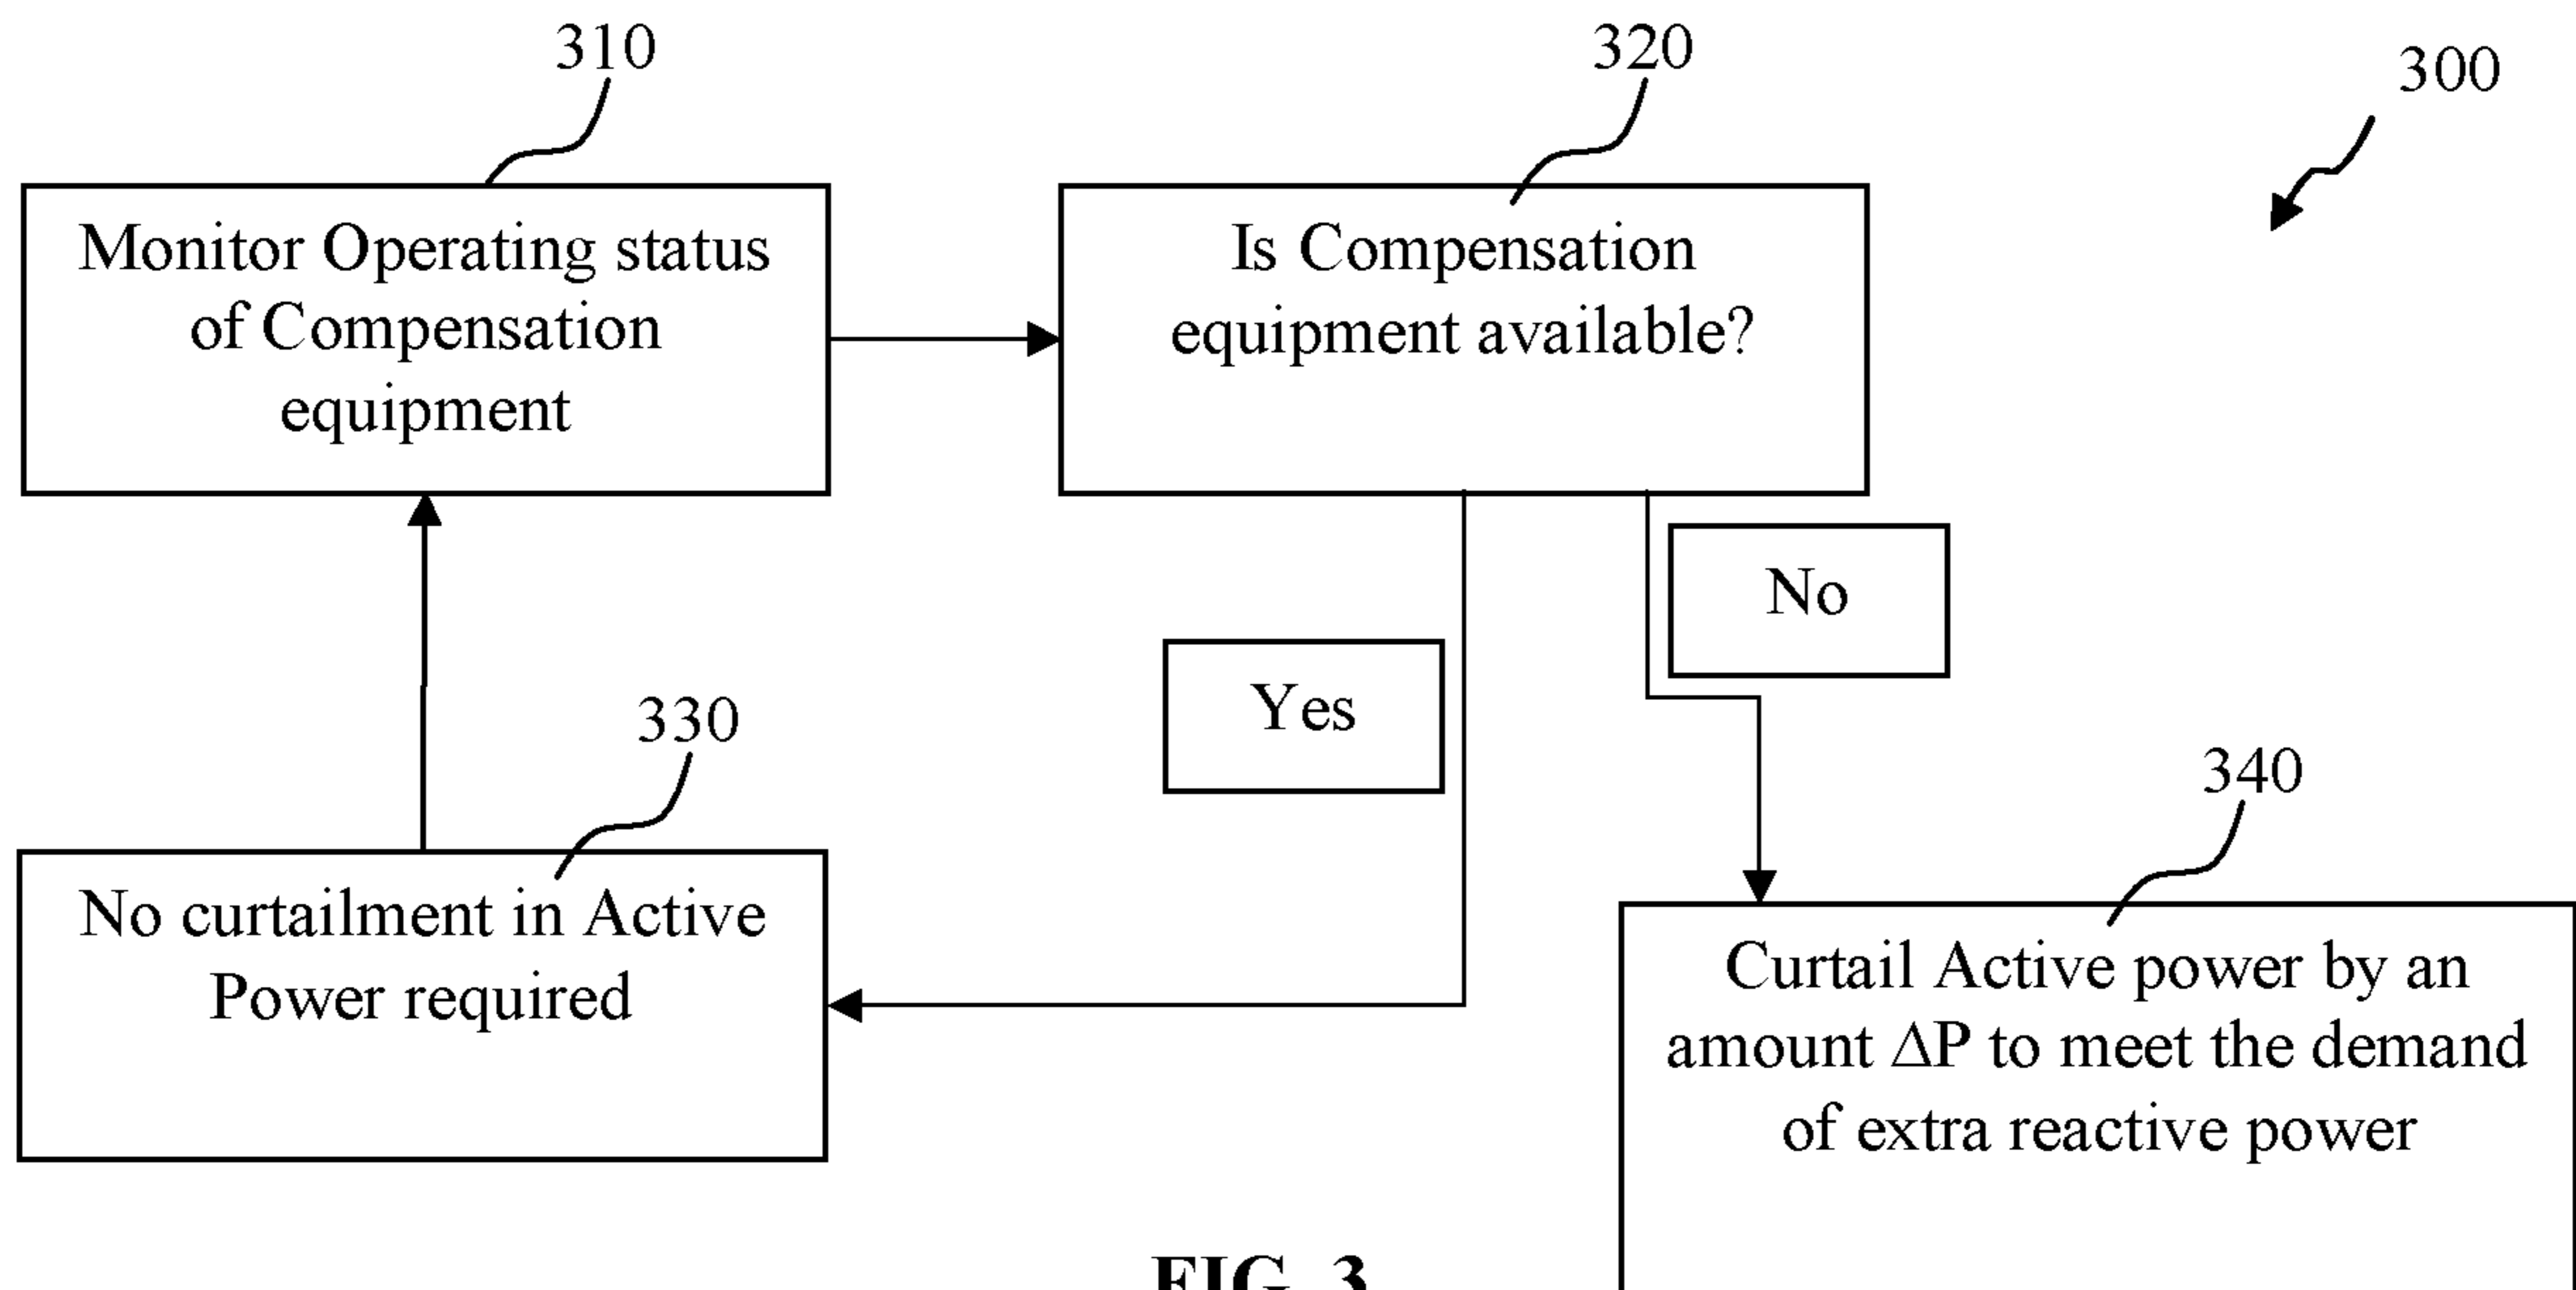 310
320
300
Monitor Operating status
of Compensation
equipment
Is Compensation
equipment available?
No
Yes
330
340
No curtailment in Active
Power required
Curtail Active power by an
amount ΔP to meet the demand
of extra reactive power
FIG. 3